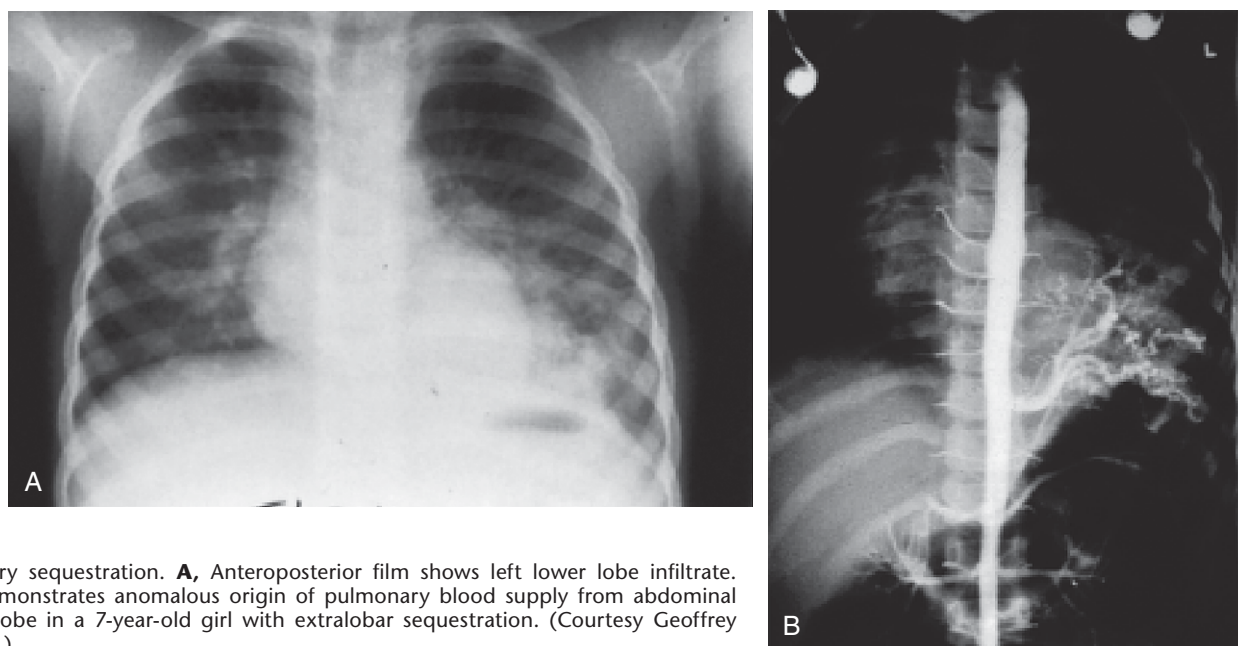 A
L
B
ry sequestration. A, Anteroposterior film shows left lower lobe infiltrate.
monstrates anomalous origin of pulmonary blood supply from abdominal
obe in a 7-year-old girl with extralobar sequestration. (Courtesy Geoffrey
.)